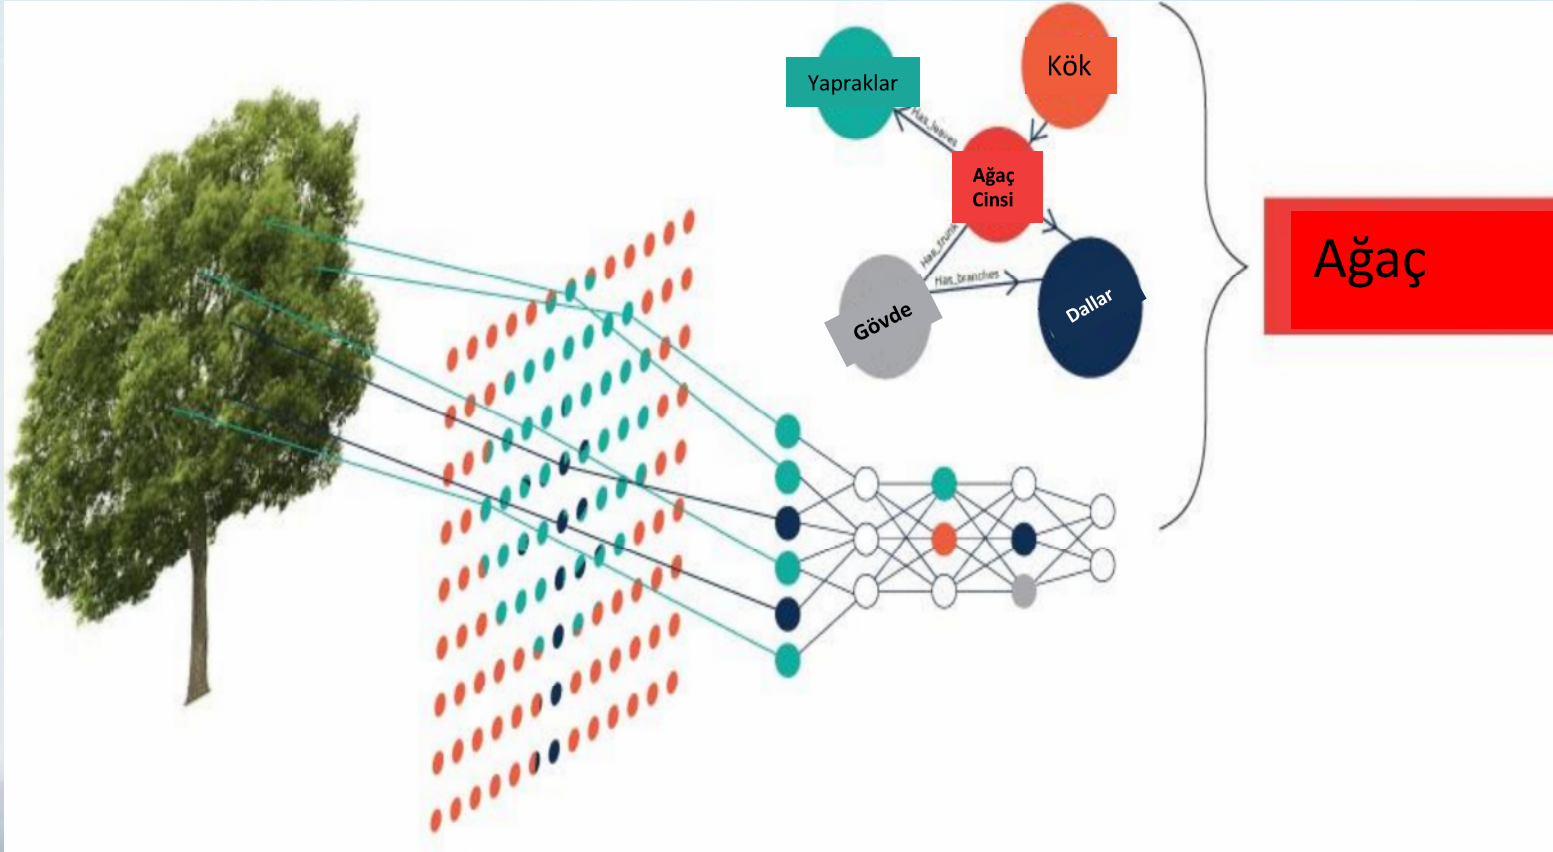 Yapraklar
Kök
Has_leaves
Ağaç
Cinsi
Has_trunk
Has_branches
Gövde
Dallar
Ağaç